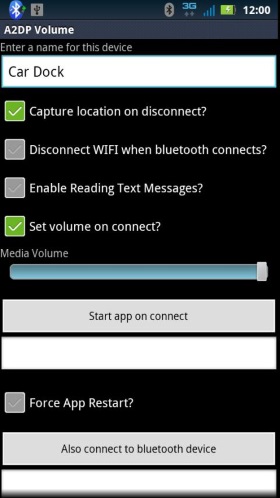 3G 12:00
A2DP Volume
Enter a name for this device
Car Dock
Capture location on disconnect?
Disconnect WIFI when bluetooth connects?
Enable Reading Text Messages?
Set volume on connect?
Media Volume
Start app on connect
Force App Restart?
Also connect to bluetooth device